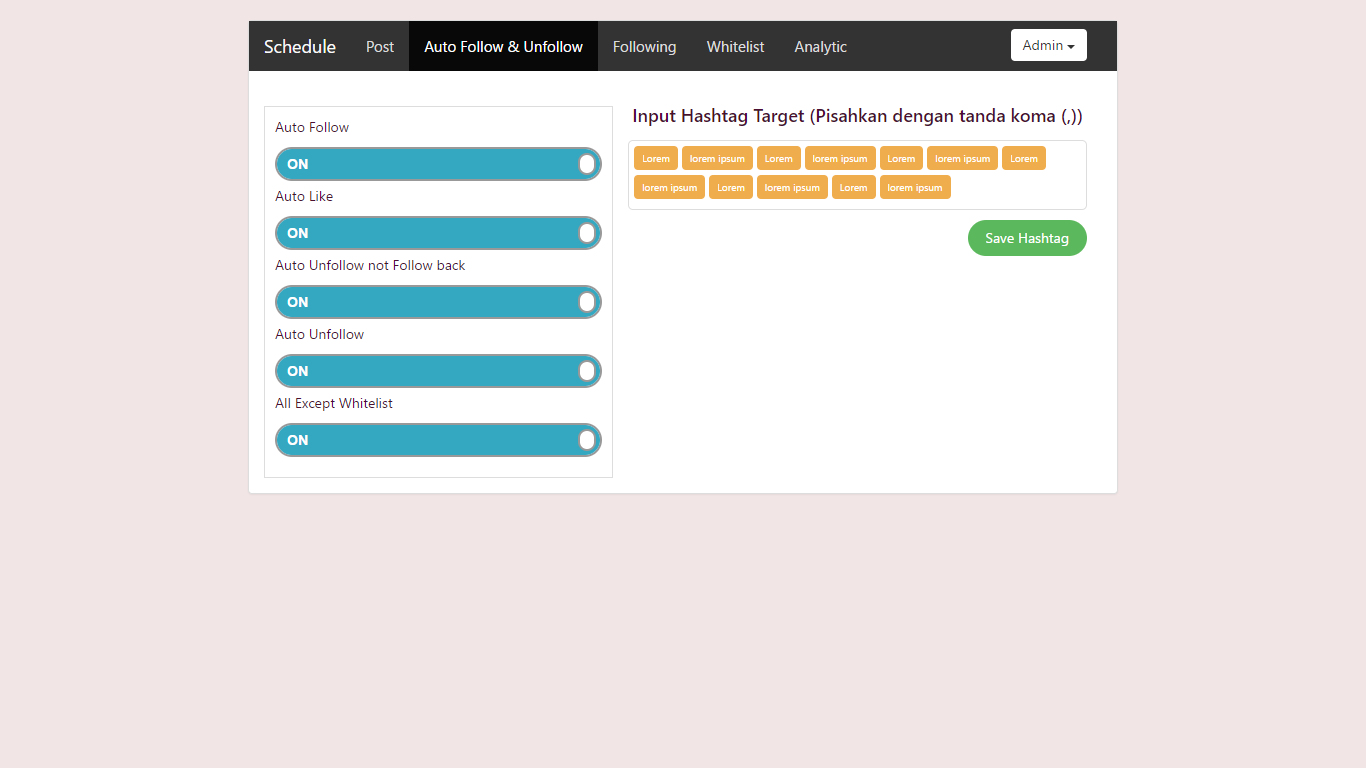 Schedule Post Auto Follow & Unfollow Following Whitelist Analytic Admin
Auto Follow
ON
Auto Like
ON
Auto Unfollow not Follow back
ON
Auto Unfollow
ON
All Except Whitelist
ON
Input Hashtag Target (Pisahkan dengan tanda koma (,))
Lorem lorem ipsum Lorem lorem ipsum Lorem lorem ipsum Lorem
lorem ipsum Lorem lorem ipsum Lorem lorem ipsum
Save Hashtag